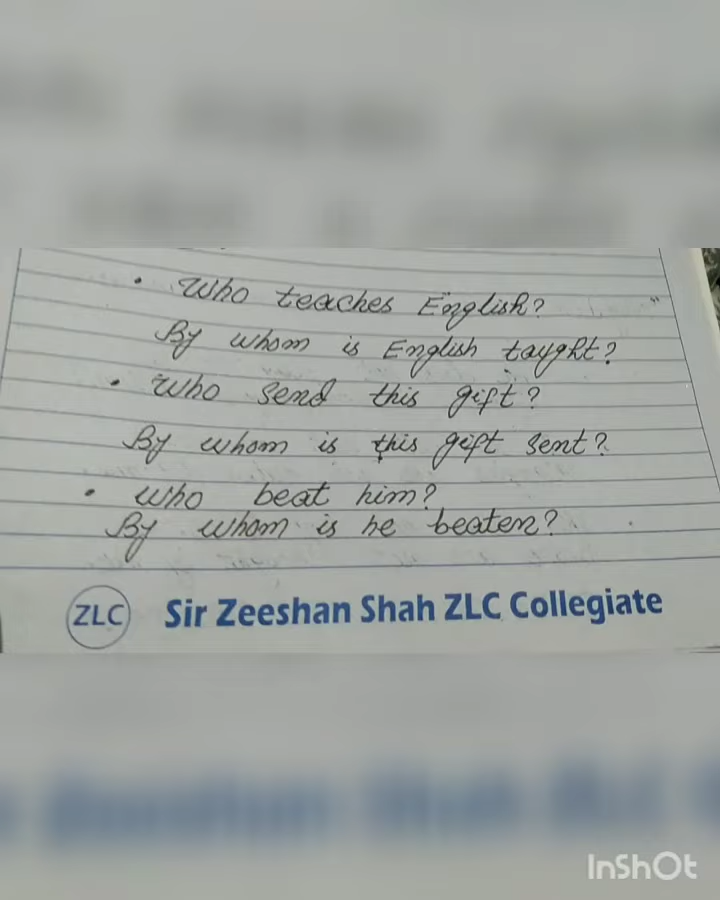 • Who teaches English?
By whom is English taught?
• Who send this gift?
By whom is this gift sent?
• Who beat him?
By whom is he beaten?
ZLC Sir Zeeshan Shah ZLC Collegiate
InShOt